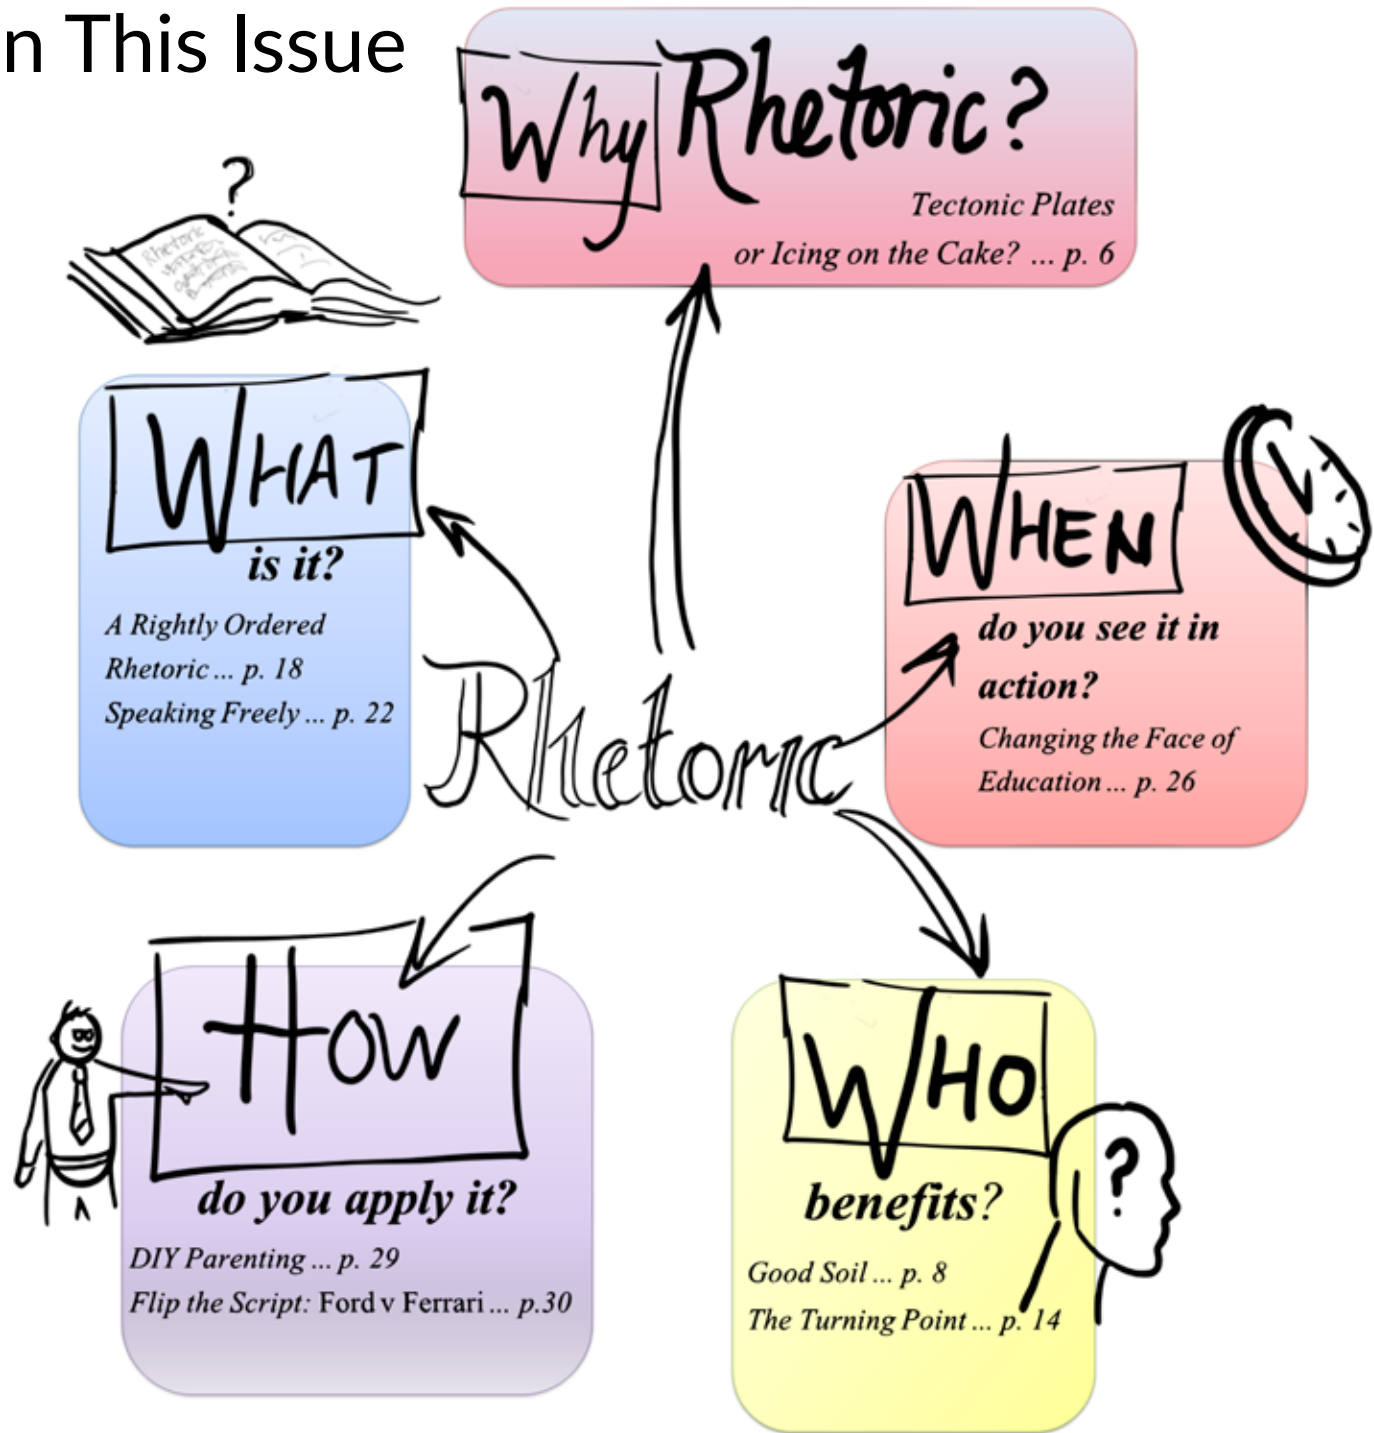 n This Issue
Why Rhetoric?
Tectonic Plates
or Icing on the Cake? ... p. 6
?
Rhetoric
WHAT
is it?
A Rightly Ordered
Rhetoric ... p. 18
Speaking Freely ... p. 22
WHEN
do you see it in
action?
Changing the Face of
Education ... p. 26
Rhetoric
HOW
do you apply it?
DIY Parenting ... p. 29
Flip the Script: Ford v Ferrari ... p.30
WHO
benefits?
?
Good Soil ... p. 8
The Turning Point ... p. 14